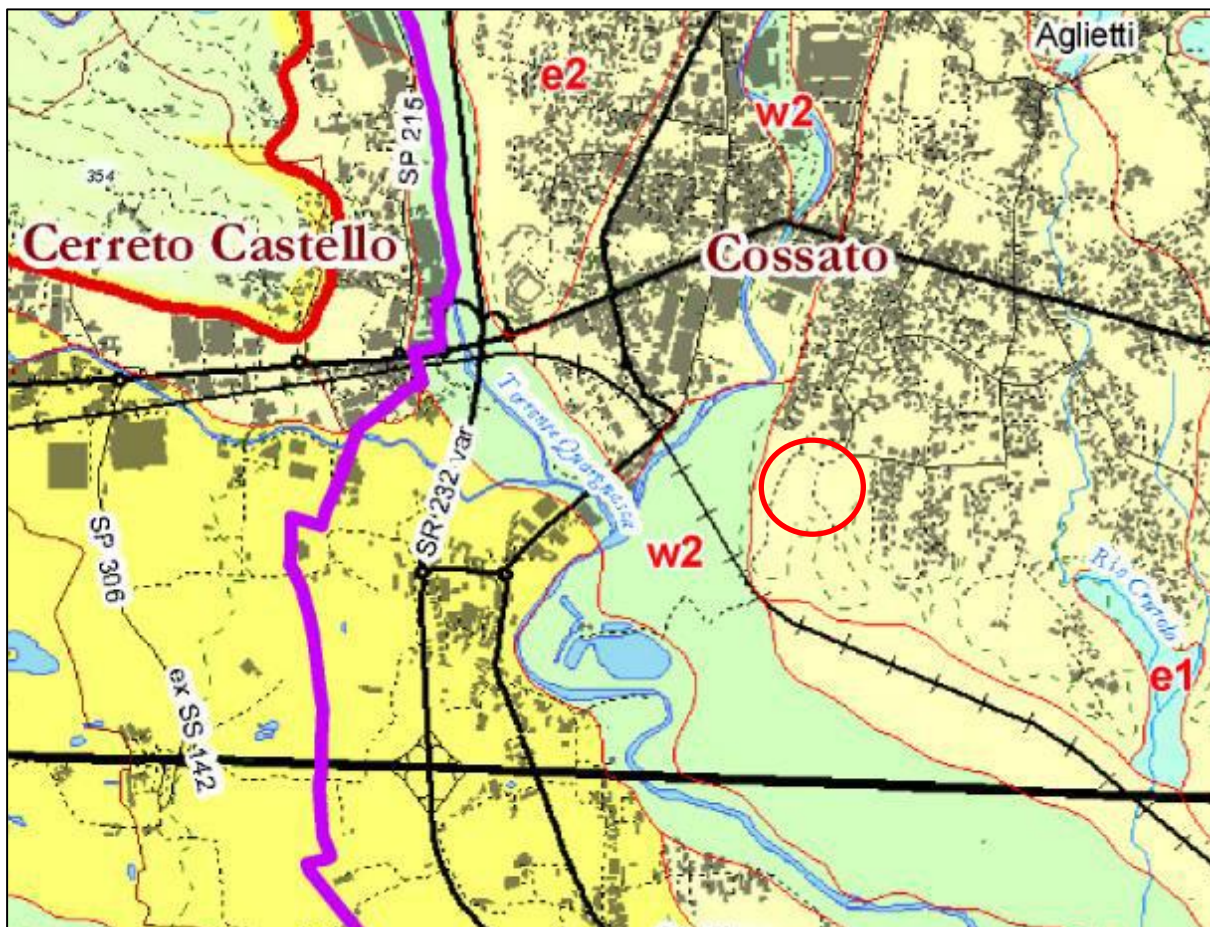 Aglietti
e2
w2
SP 215
354
Cerreto Castello
Cossato
Torrente Quargnasca
SR 232 var
w2
SP 306
Rio Clarolo
e1
ex SS 142